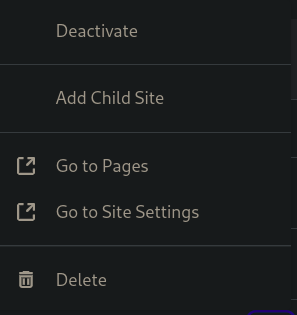 Deactivate
Add Child Site
Go to Pages
Go to Site Settings
Delete